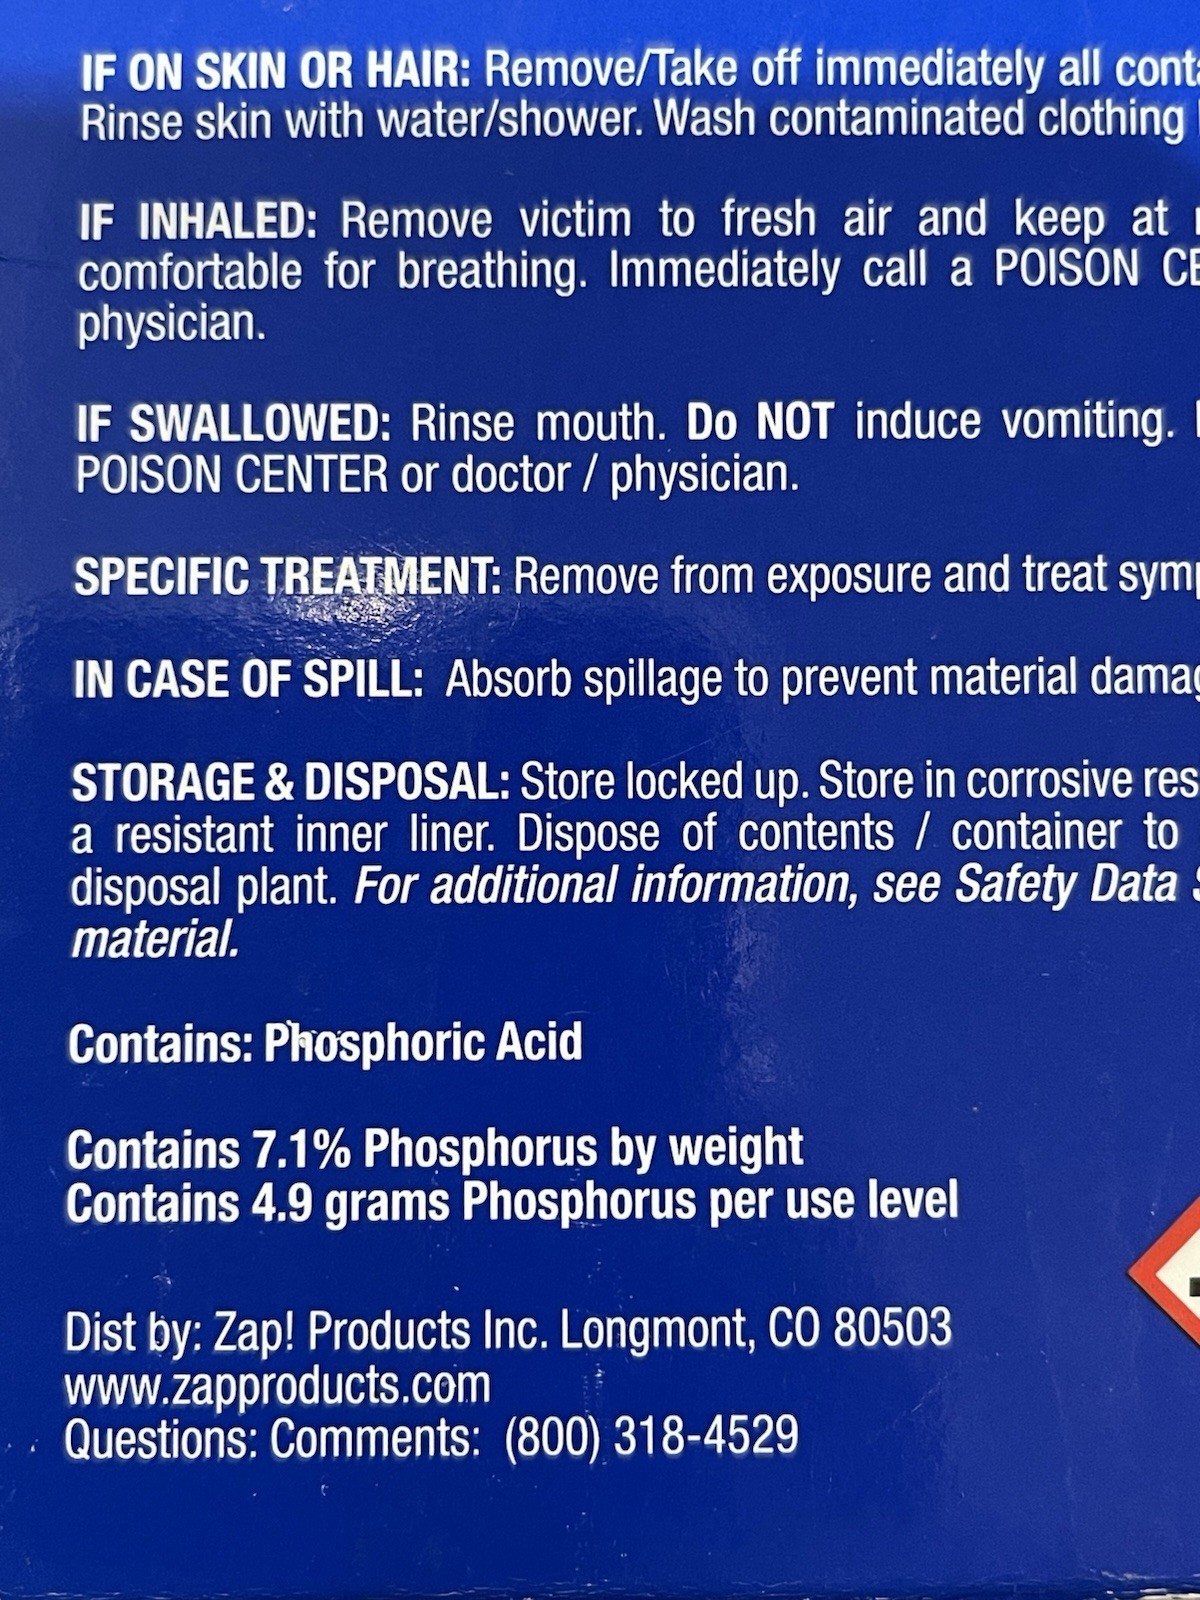 IF ON SKIN OR HAIR: Remove/Take off immediately all
Rinse skin with water/shower. Wash contaminated clothing
IF INHALED: Remove victim to fresh air and keep at
comfortable for breathing. Immediately call a POISON
physician.
IF SWALLOWED: Rinse mouth. Do NOT induce vomiting.
POISON CENTER or doctor / physician.
SPECIFIC TREATMENT: Remove from exposure and treat
IN CASE OF SPILL: Absorb spillage to prevent material
STORAGE & DISPOSAL: Store locked up. Store in corrosive
a resistant inner liner. Dispose of contents / container to
disposal plant. For additional information, see Safety Data
material.
Contains: Phosphoric Acid
Contains 7.1% Phosphorus by weight
Contains 4.9 grams Phosphorus per use level
Dist by: Zap! Products Inc. Longmont, CO 80503
www.zapproducts.com
Questions: Comments: (800) 318-4529